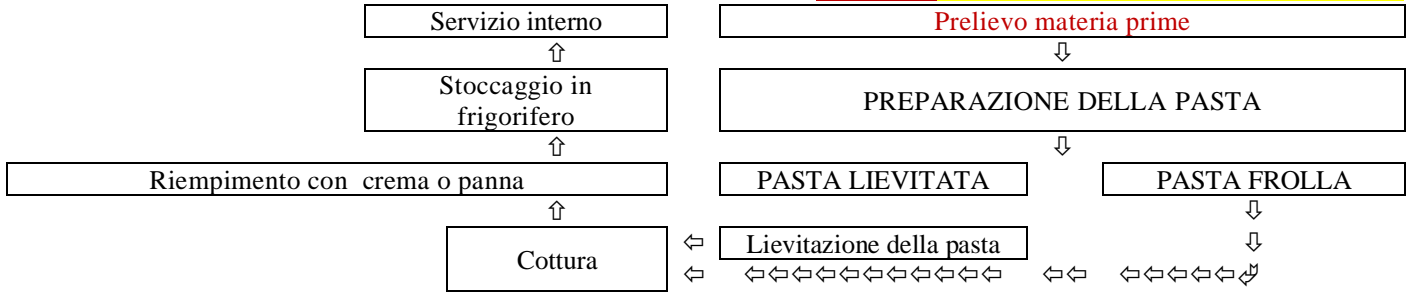 Servizio interno
Prelievo materia prime
⇧
⇩
Stoccaggio in
frigorifero
PREPARAZIONE DELLA PASTA
⇧
⇩
Riempimento con crema o panna
PASTA LIEVITATA
PASTA FROLLA
⇧
⇩
Cottura
⇦
Lievitazione della pasta
⇩
⇦ ⇦⇦⇦⇦⇦⇦⇦⇦⇦⇦⇦ ⇦⇦ ⇦⇦⇦⇦⇦